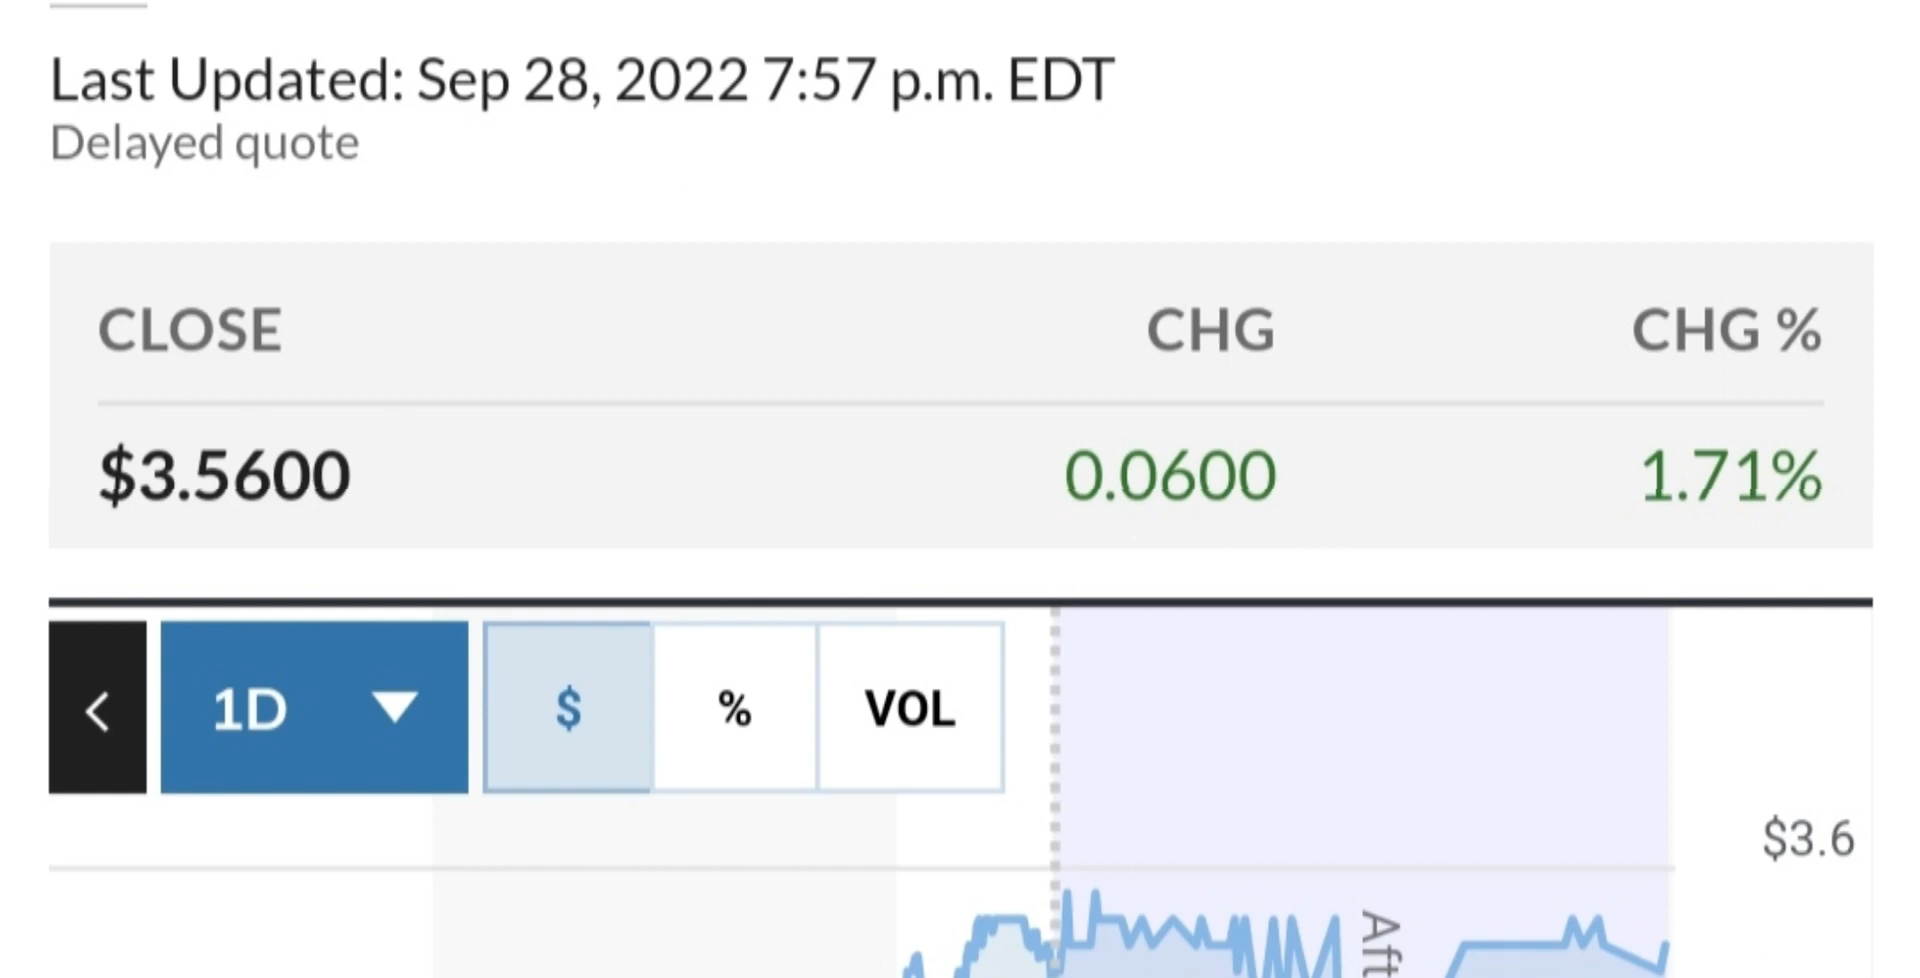 Last Updated: Sep 28, 2022 7:57 p.m. EDT
Delayed quote
CLOSE CHG CHG %
$3.5600 0.0600 1.71%
1D $ % VOL
$3.6
Aft